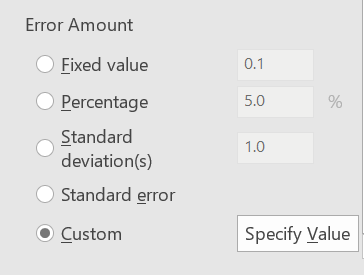 Error Amount
Fixed value 0.1
Percentage 5.0 %
Standard
deviation(s) 1.0
Standard error
Custom Specify Value